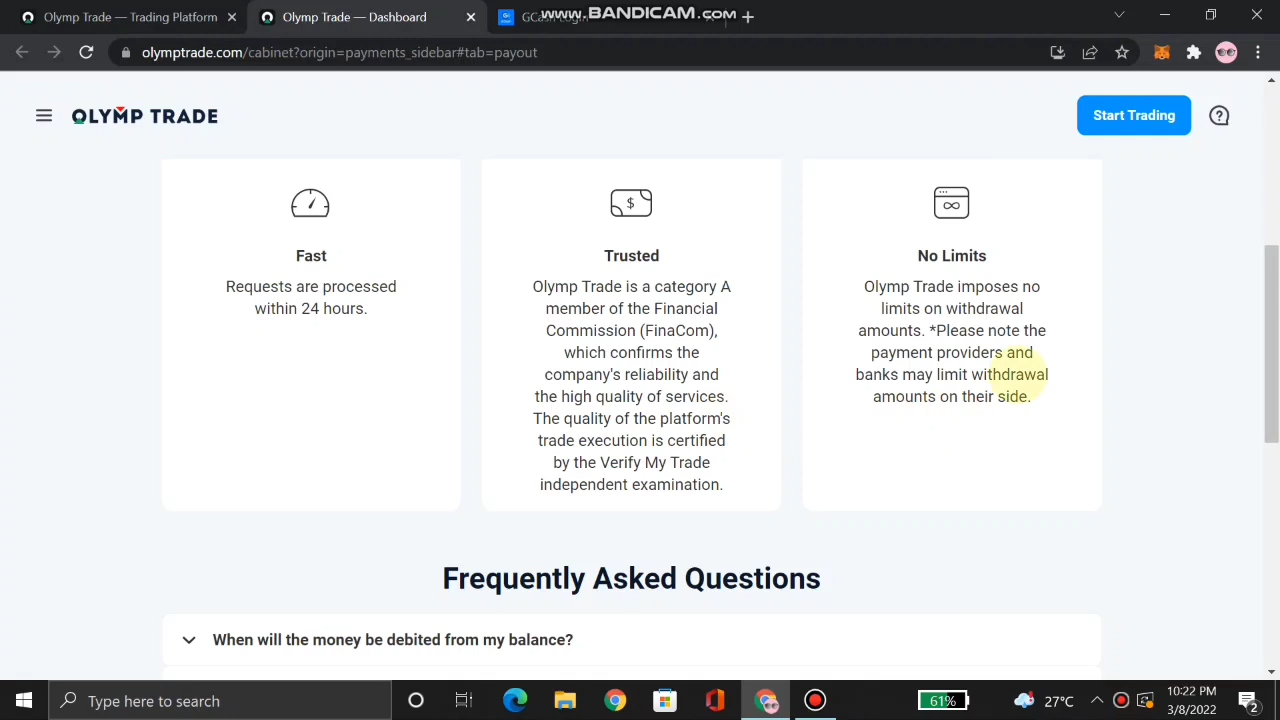 Olymp Trade — Trading Platform
Olymp Trade — Dashboard
GCash
www.BANDICAM.com
olymptrade.com/cabinet?origin=payments_sidebar#tab=payout
OLYMP TRADE
Start Trading
Fast
Requests are processed
within 24 hours.
Trusted
Olymp Trade is a category A
member of the Financial
Commission (FinaCom),
which confirms the
company's reliability and
the high quality of services.
The quality of the platform's
trade execution is certified
by the Verify My Trade
independent examination.
No Limits
Olymp Trade imposes no
limits on withdrawal
amounts. *Please note the
payment providers and
banks may limit withdrawal
amounts on their side.
Frequently Asked Questions
When will the money be debited from my balance?
Type here to search
61%
27°C
10:22 PM
3/8/2022
2